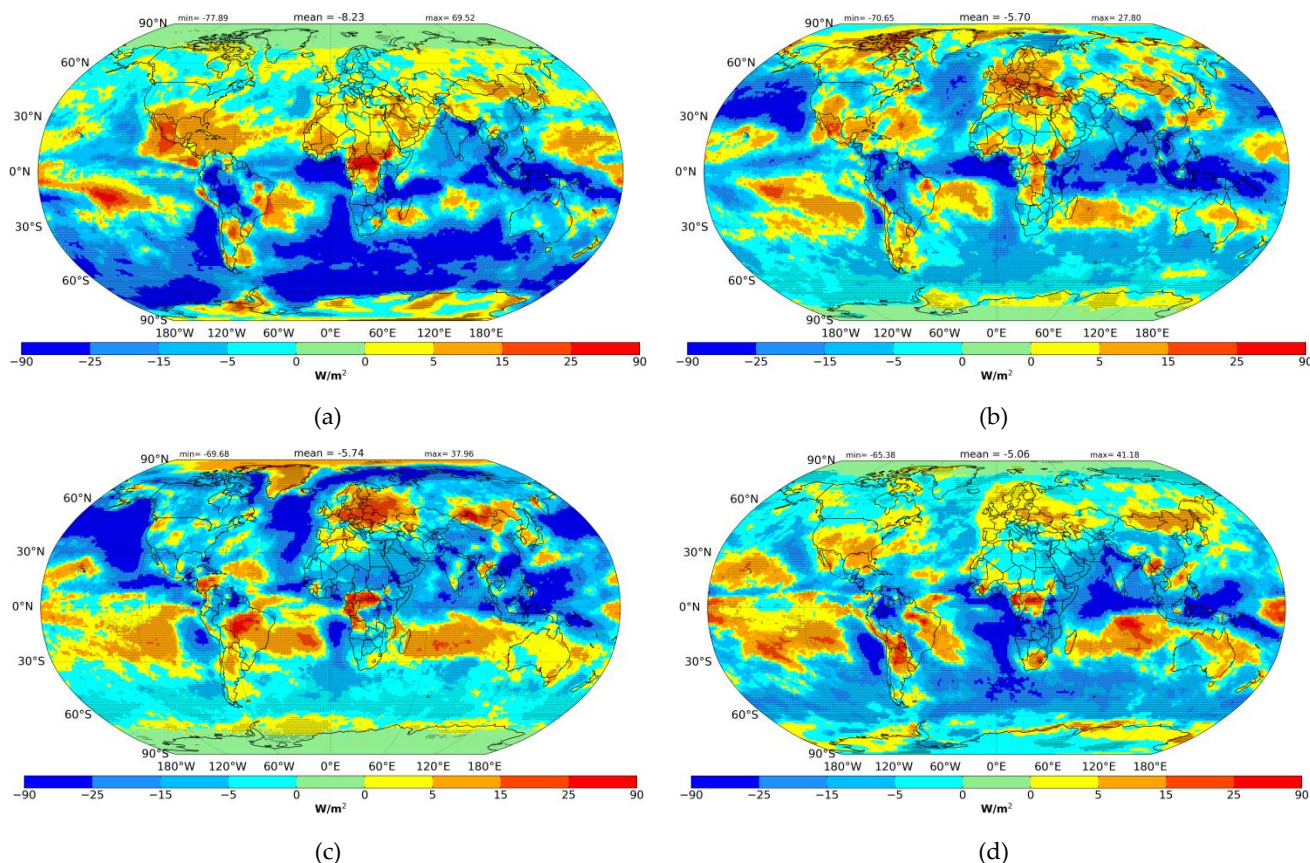 min= -77.89 mean = -8.23 max= 69.52
90°N
60°N
30°N
0°N
30°S
60°S
90°S
180°W 120°W 60°W 0°E 60°E 120°E 180°E
−90 −25 −15 −5 0 0 5 15 25 90
W/m²
(a)
min= -70.65 mean = -5.70 max= 27.80
90°N
60°N
30°N
0°N
30°S
60°S
90°S
180°W 120°W 60°W 0°E 60°E 120°E 180°E
−90 −25 −15 −5 0 0 5 15 25 90
W/m²
(b)
min= -69.68 mean = -5.74 max= 37.96
90°N
60°N
30°N
0°N
30°S
60°S
90°S
180°W 120°W 60°W 0°E 60°E 120°E 180°E
−90 −25 −15 −5 0 0 5 15 25 90
W/m²
(c)
min= -65.38 mean = -5.06 max= 41.18
90°N
60°N
30°N
0°N
30°S
60°S
90°S
180°W 120°W 60°W 0°E 60°E 120°E 180°E
−90 −25 −15 −5 0 0 5 15 25 90
W/m²
(d)